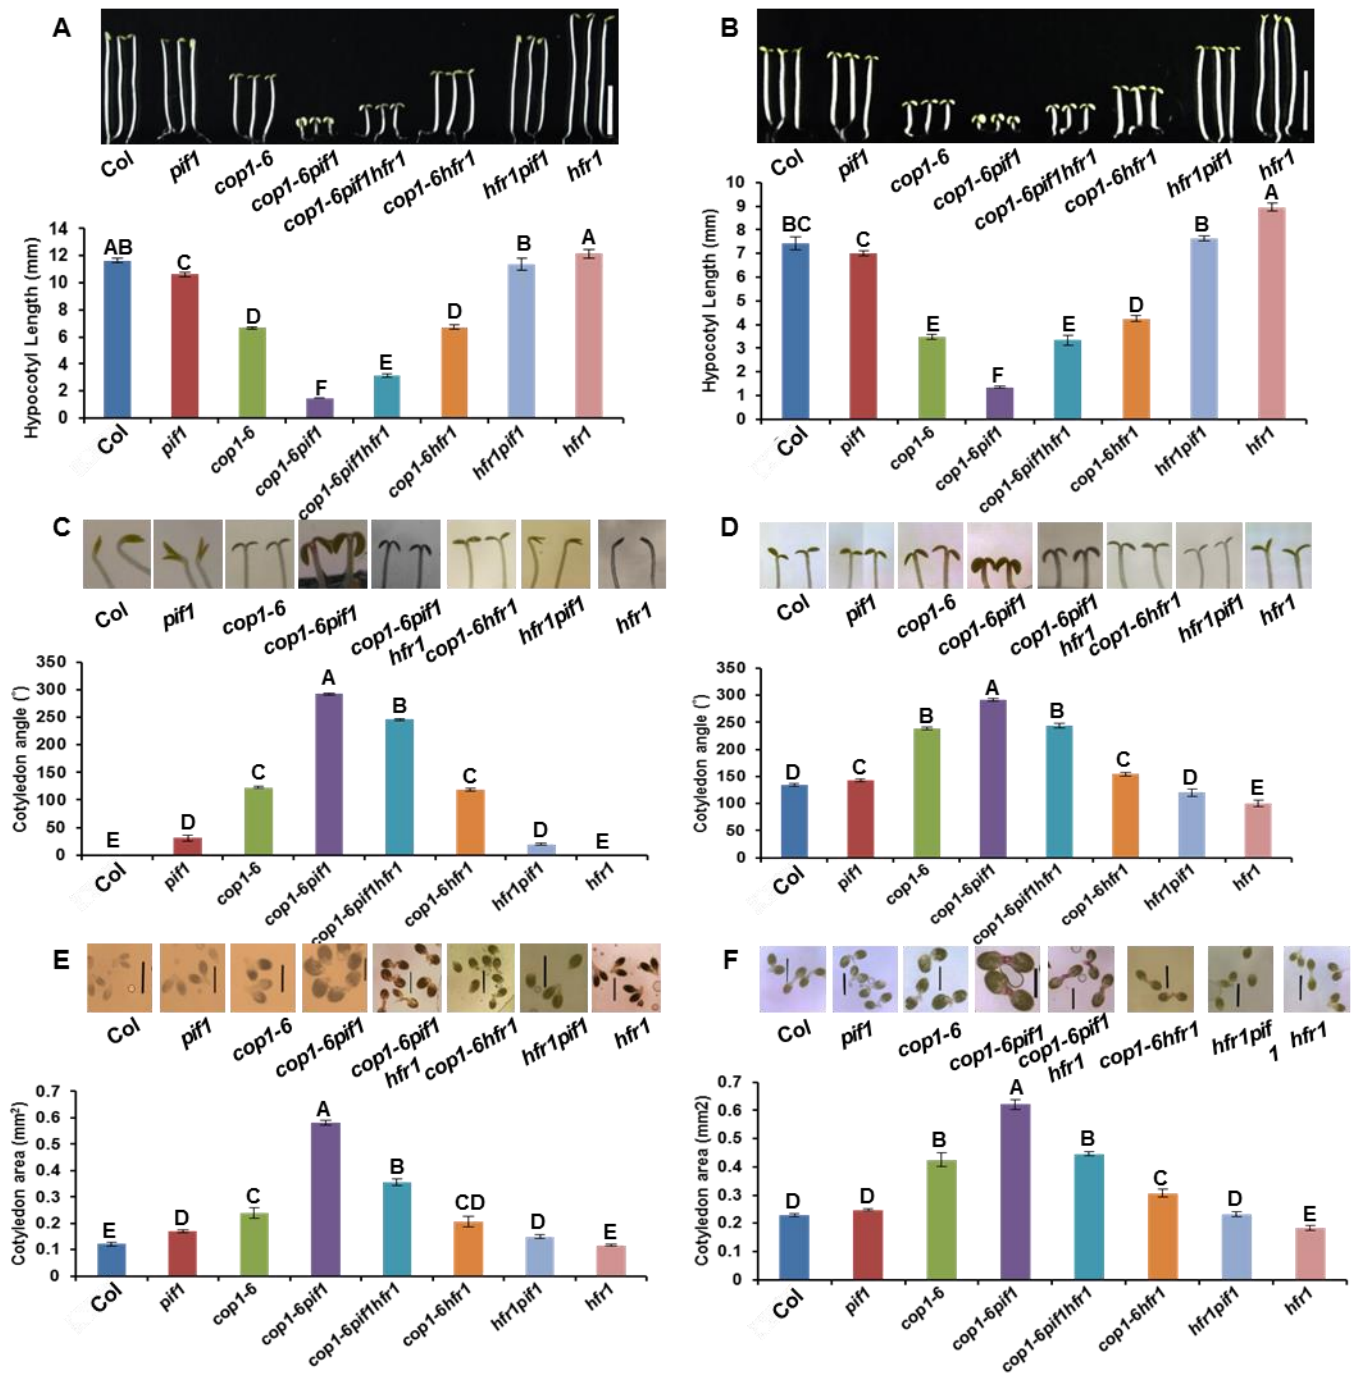 A
Col
pif1
cop1-6
cop1-6pif1
cop1-6pif1hfr1
cop1-6hfr1
hfr1pif1
hfr1
Hypocotyl Length (mm)
14
12
10
8
6
4
2
0
AB
C
D
F
E
D
B
A
Col
pif1
cop1-6
cop1-6pif1
cop1-6pif1hfr1
cop1-6hfr1
hfr1pif1
hfr1
B
Col
pif1
cop1-6
cop1-6pif1
cop1-6pif1hfr1
cop1-6hfr1
hfr1pif1
hfr1
Hypocotyl Length (mm)
10
9
8
7
6
5
4
3
2
1
0
BC
C
E
F
E
D
B
A
Col
pif1
cop1-6
cop1-6pif1
cop1-6pif1hfr1
cop1-6hfr1
hfr1pif1
hfr1
C
Col
pif1
cop1-6
cop1-6pif1
cop1-6pif1
hfr1
cop1-6hfr1
hfr1pif1
hfr1
Cotyledon angle (°)
350
300
250
200
150
100
50
0
E
D
C
A
B
C
D
E
Col
pif1
cop1-6
cop1-6pif1
cop1-6pif1hfr1
cop1-6hfr1
hfr1pif1
hfr1
D
Col
pif1
cop1-6
cop1-6pif1
cop1-6pif1
hfr1
cop1-6hfr1
hfr1pif1
hfr1
Cotyledon angle (°)
350
300
250
200
150
100
50
0
D
C
B
A
B
C
D
E
Col
pif1
cop1-6
cop1-6pif1
cop1-6pif1hfr1
cop1-6hfr1
hfr1pif1
hfr1
E
Col
pif1
cop1-6
cop1-6pif1
cop1-6pif1
hfr1
cop1-6hfr1
hfr1pif1
hfr1
Cotyledon area (mm²)
0.7
0.6
0.5
0.4
0.3
0.2
0.1
0
E
D
C
A
B
CD
D
E
Col
pif1
cop1-6
cop1-6pif1
cop1-6pif1hfr1
cop1-6hfr1
hfr1pif1
hfr1
F
Col
pif1
cop1-6
cop1-6pif1
cop1-6pif1
hfr1
cop1-6hfr1
hfr1pif
1
hfr1
Cotyledon area (mm2)
0.7
0.6
0.5
0.4
0.3
0.2
0.1
0
D
D
B
A
B
C
D
E
Col
pif1
cop1-6
cop1-6pif1
cop1-6pif1hfr1
cop1-6hfr1
hfr1pif1
hfr1